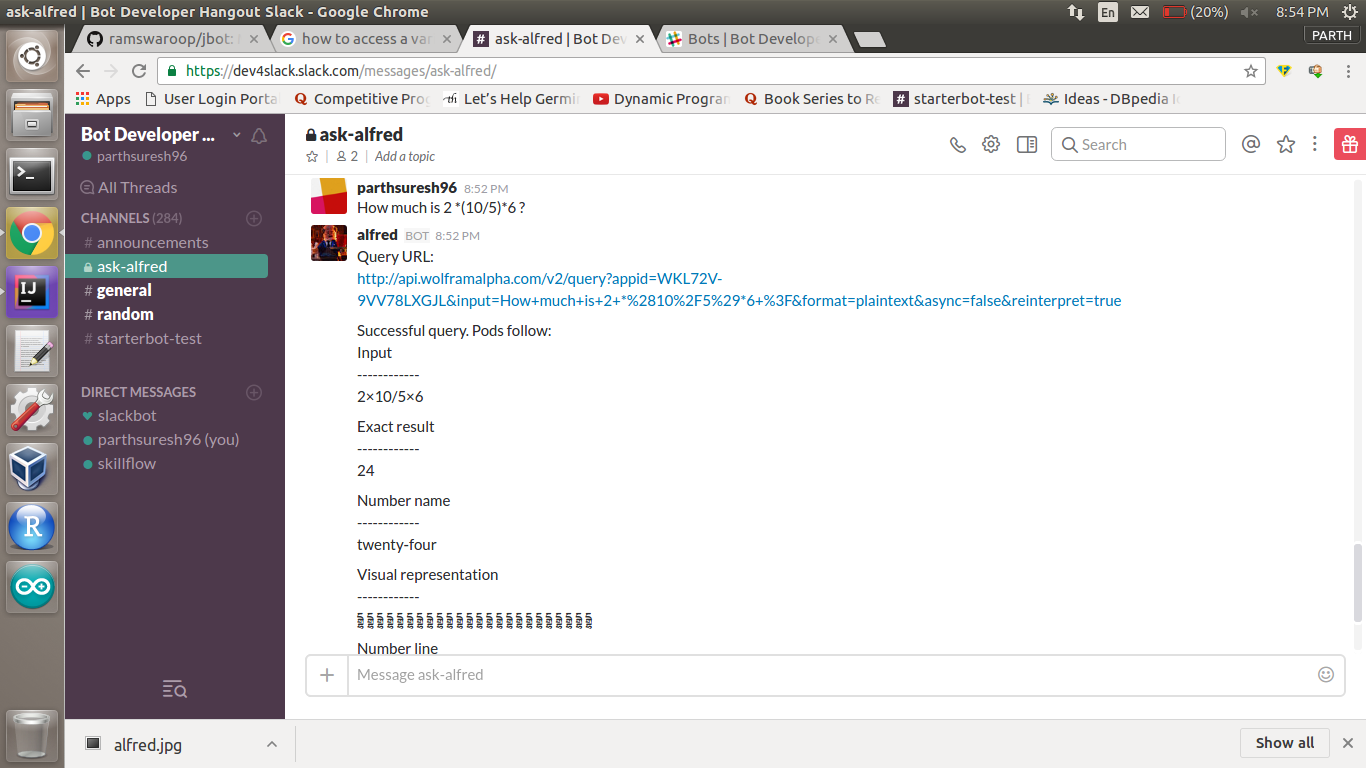 ask-alfred | Bot Developer Hangout Slack - Google Chrome
En
(20%)
8:54 PM
PARTH
ramswaroop/jbot:
how to access a var
ask-alfred | Bot Dev
Bots | Bot Develope
https://dev4slack.slack.com/messages/ask-alfred/
Apps
User Login Porta
Competitive Prog
Let's Help Germi
Dynamic Program
Book Series to Re
starterbot-test |
Ideas - DBpedia
Bot Developer ...
parthsuresh96
All Threads
CHANNELS (284)
# announcements
ask-alfred
# general
# random
# starterbot-test
DIRECT MESSAGES
slackbot
parthsuresh96 (you)
skillflow
ask-alfred
2
Add a topic
Search
parthsuresh96 8:52 PM
How much is 2 *(10/5)*6 ?
alfred BOT 8:52 PM
Query URL:
http://api.wolframalpha.com/v2/query?appid=WKL72V-
9VV78LXGJL&input=How+much+is+2+*%2810%2F5%29*6+%3F&format=plaintext&async=false&reinterpret=true
Successful query. Pods follow:
Input
------------
2×10/5×6
Exact result
------------
24
Number name
------------
twenty-four
Visual representation
------------
Number line
Message ask-alfred
alfred.jpg
Show all